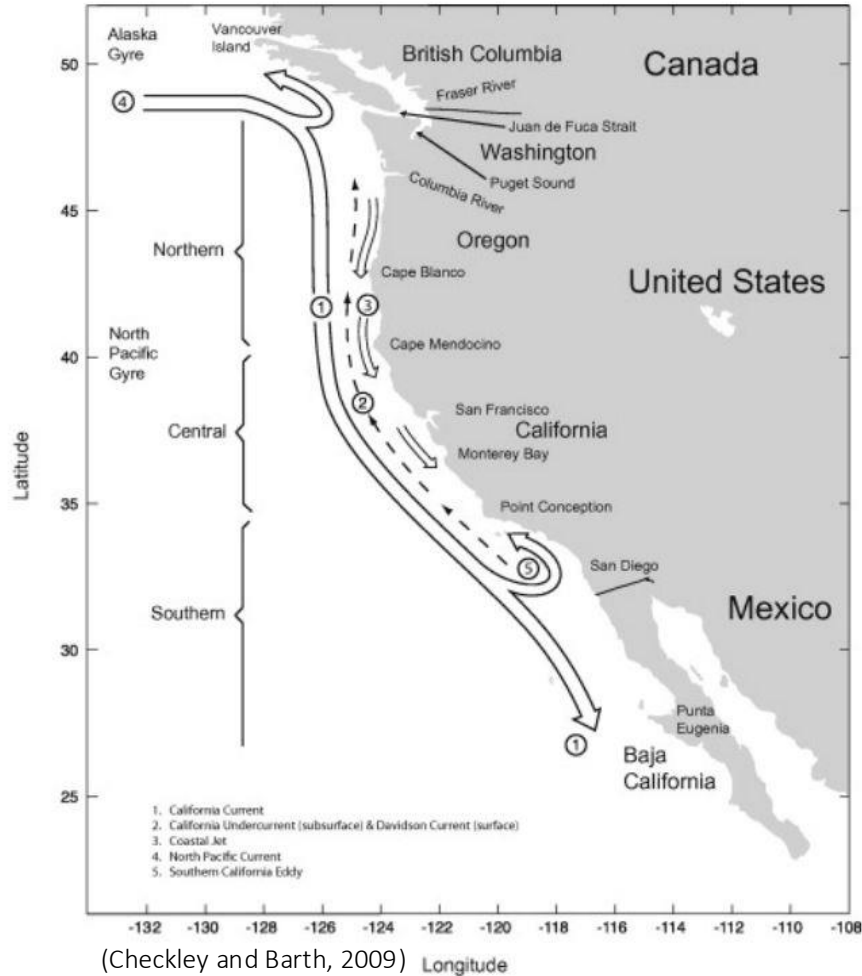 Alaska
Gyre
Vancouver
Island
British Columbia
Canada
50
4
Fraser River
Juan de Fuca Strait
Washington
Puget Sound
Columbia River
45
Oregon
Northern
Cape Blanco
United States
1
3
North
Pacific
Gyre
Cape Mendocino
40
2
San Francisco
Central
California
Monterey Bay
Latitude
35
Point Conception
5
San Diego
Southern
Mexico
30
Punta
Eugenia
1
Baja
California
25
1. California Current
2. California Undercurrent (subsurface) & Davidson Current (surface)
3. Coastal Jet
4. North Pacific Current
5. Southern California Eddy
-132 -130 -128 -126 -124 -122 -120 -118 -116 -114 -112 -110 -108
(Checkley and Barth, 2009) Longitude